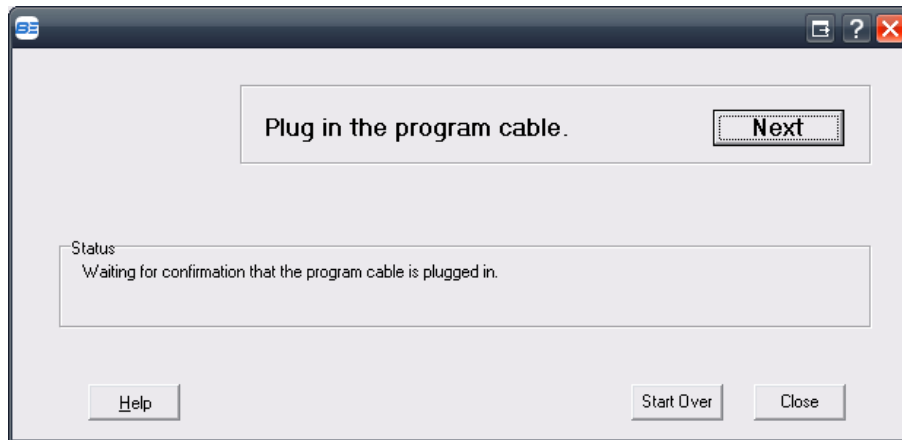 Plug in the program cable.
Next
Status
Waiting for confirmation that the program cable is plugged in.
Help
Start Over
Close